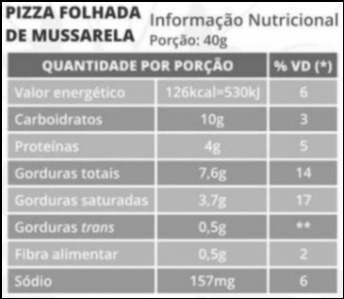 PIZZA FOLHADA
DE MUSSARELA
Informação Nutricional
Porção: 40g
QUANTIDADE POR PORÇÃO % VD (*)
Valor energético 126kcal=530kJ 6
Carboidratos 10g 3
Proteínas 4g 5
Gorduras totais 7,6g 14
Gorduras saturadas 3,7g 17
Gorduras trans 0,5g **
Fibra alimentar 0,5g 2
Sódio 157mg 6